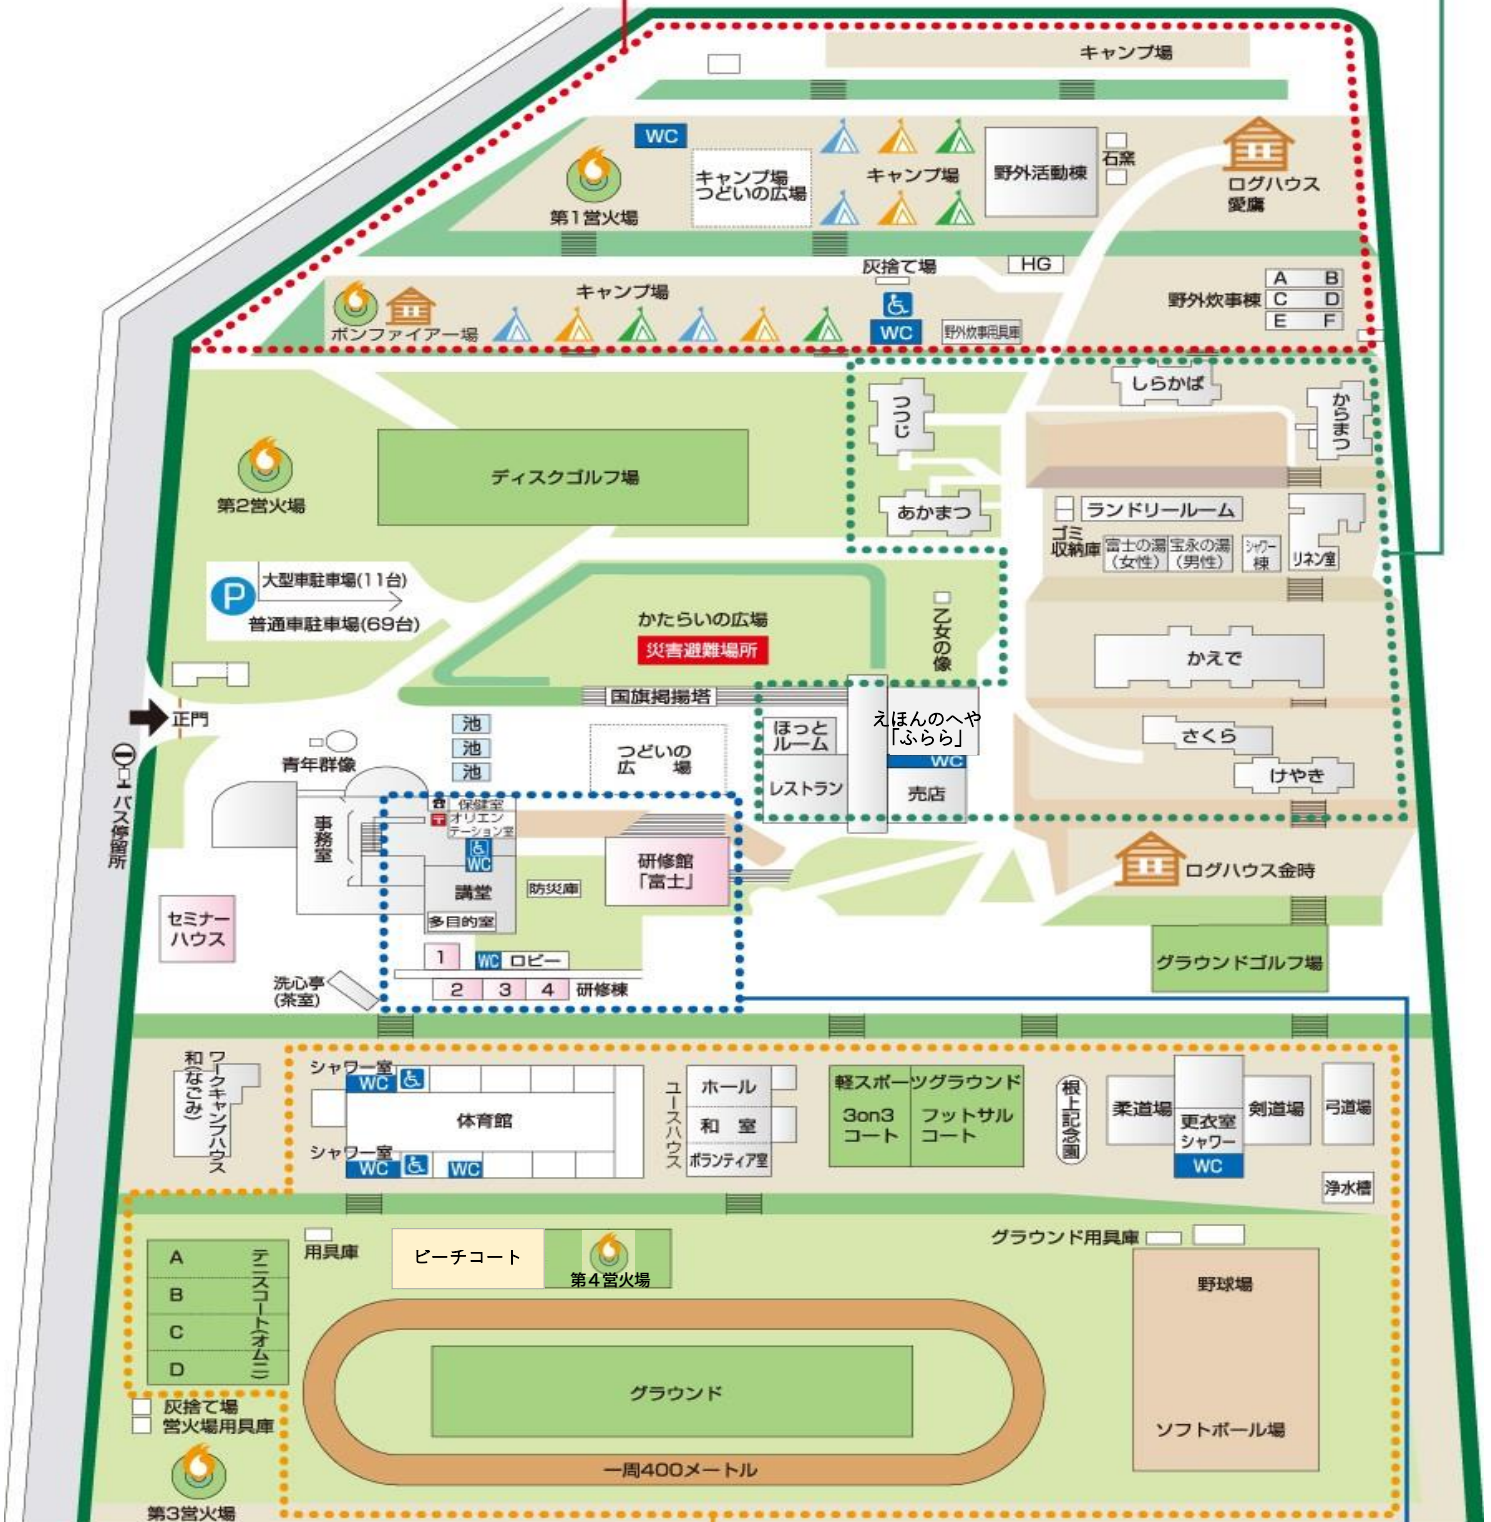 キャンプ場
WC
キャンプ場
つどいの広場
キャンプ場
野外活動棟
石窯
ログハウス
愛鷹
第1営火場
灰捨て場
HG
キャンプ場
野外炊事棟
A B
C D
E F
ボンファイアー場
WC
野外炊事用具庫
つつじ
しらかば
からまつ
第2営火場
ディスクゴルフ場
あかまつ
ゴミ
収納庫
ランドリールーム
富士の湯
(女性)
宝永の湯
(男性)
シャワー
棟
リネン室
P
大型車駐車場(11台)
普通車駐車場(69台)
かたらいの広場
災害避難場所
乙女の像
かえで
国旗掲揚塔
正門
池
池
池
つどいの
広 場
ほっと
ルーム
えほんのへや
「ふらら」
WC
レストラン
売店
さくら
けやき
青年群像
バス停留所
事務室
保健室
オリエン
テーション室
WC
講堂
多目的室
防災庫
研修館
「富士」
ログハウス金時
セミナー
ハウス
1
WC
ロビー
2
3
4
研修棟
洗心亭
(茶室)
グラウンドゴルフ場
ワークキャンプハウス
和(なごみ)
シャワー室
WC
体育館
シャワー室
WC
WC
ユースハウス
ホール
和 室
ボランティア室
軽スポーツグラウンド
3on3
コート
フットサル
コート
根上記念園
柔道場
更衣室
シャワー
WC
剣道場
弓道場
浄水槽
A
B
C
D
テニスコート(オムニ)
用具庫
ビーチコート
第4営火場
グラウンド用具庫
野球場
ソフトボール場
グラウンド
一周400メートル
灰捨て場
営火場用具庫
第3営火場